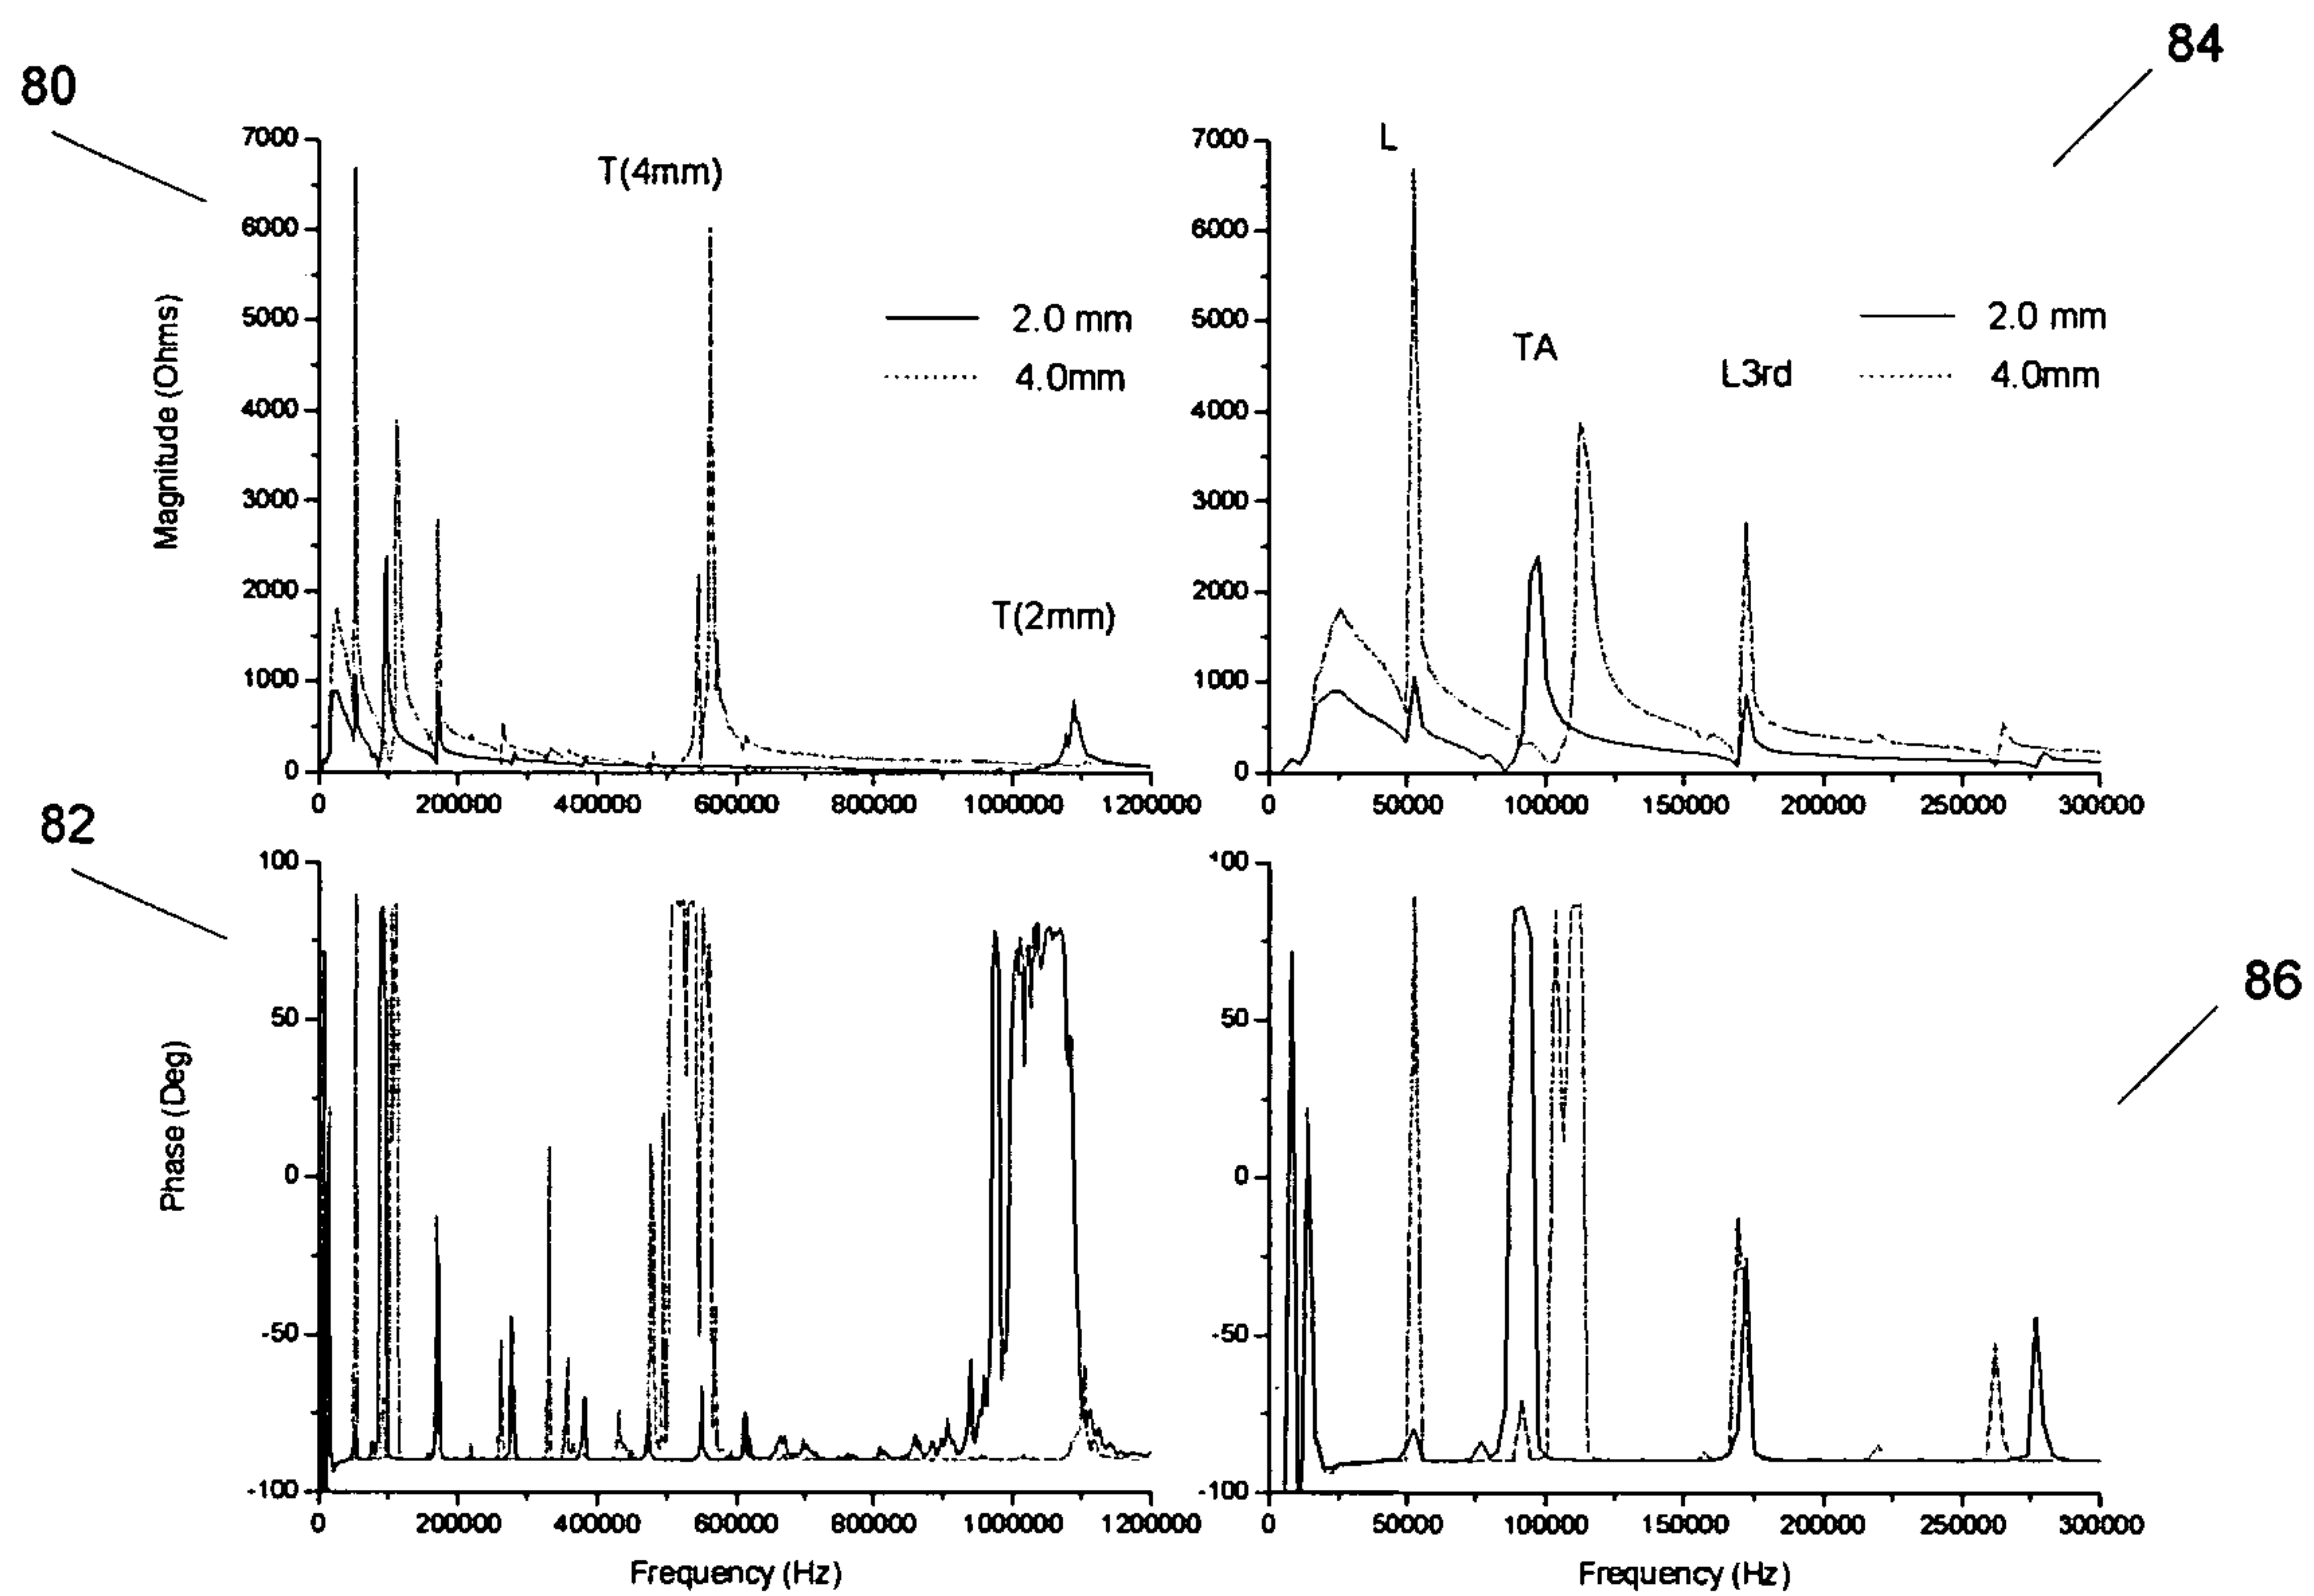 80
84
7000
6000
5000
4000
3000
2000
1000
0
Magnitude (Ohms)
T(4mm)
2.0 mm
4.0mm
T(2mm)
0 200000 400000 600000 800000 1000000 1200000
7000
6000
5000
4000
3000
2000
1000
0
L
TA
L3rd
2.0 mm
4.0mm
0 50000 100000 150000 200000 250000 300000
82
100
50
0
-50
-100
Phase (Deg)
0 200000 400000 600000 800000 1000000 1200000
Frequency (Hz)
86
100
50
0
-50
-100
0 50000 100000 150000 200000 250000 300000
Frequency (Hz)